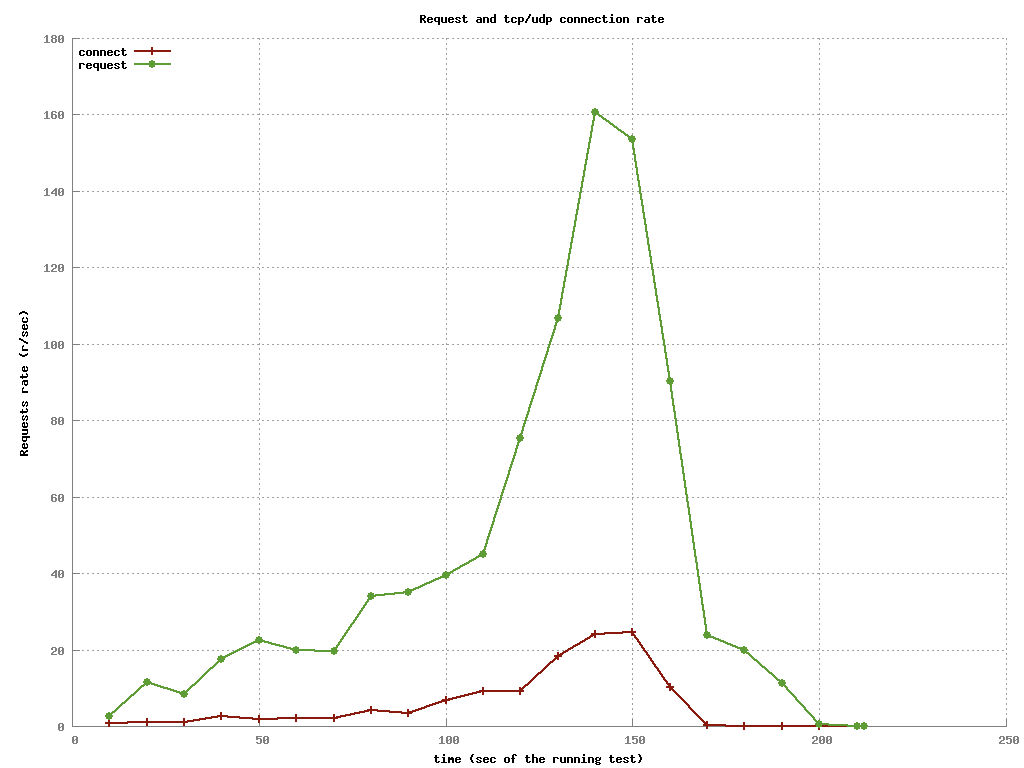 Request and tcp/udp connection rate
180
connect
request
160
140
120
100
80
60
40
20
0
Requests rate (r/sec)
0 50 100 150 200 250
time (sec of the running test)